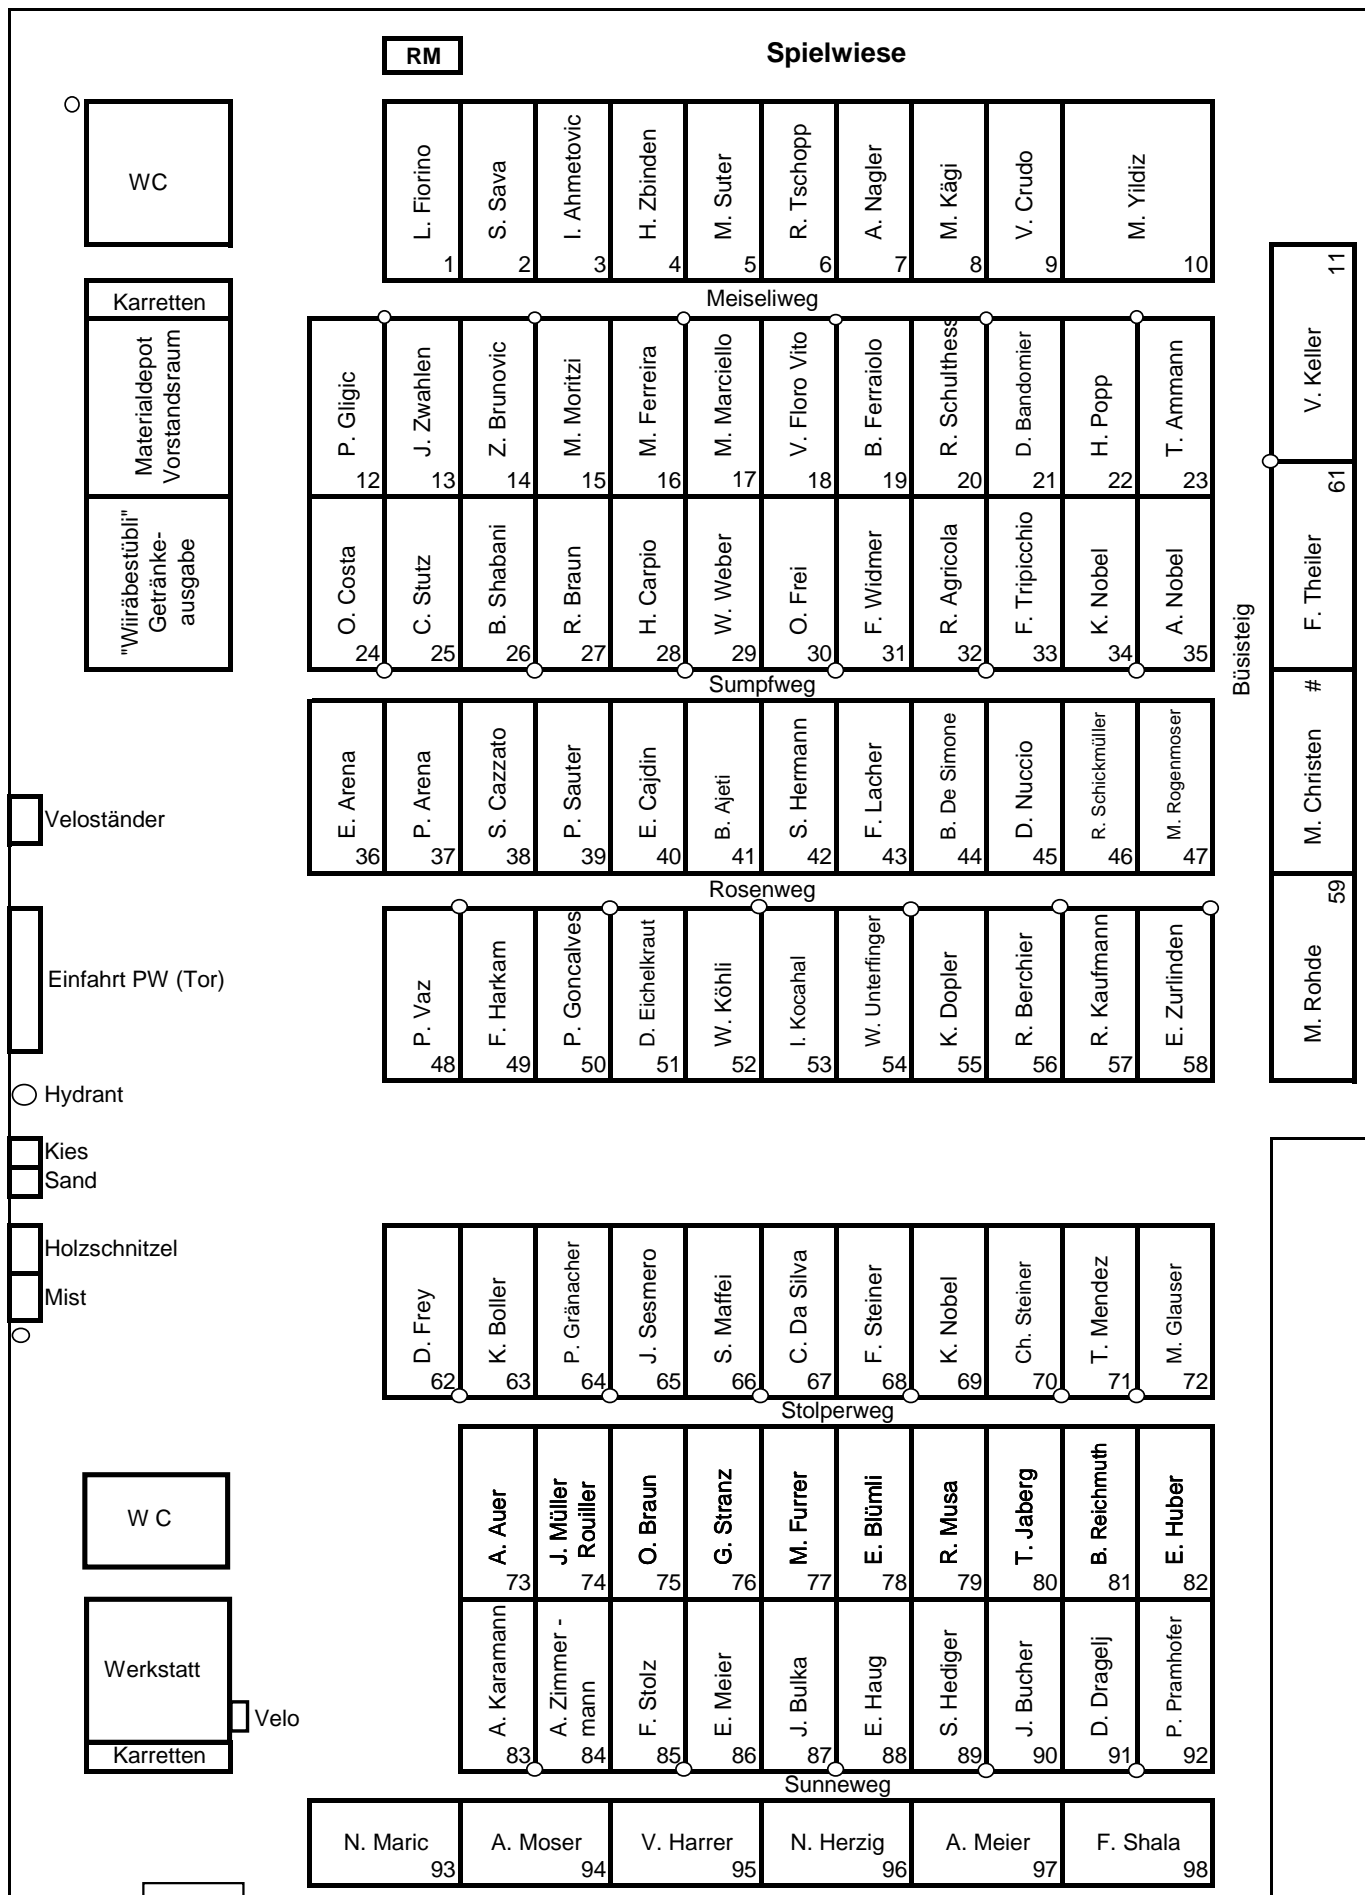 RM
Spielwiese
WC
L. Fiorino
1
S. Sava
2
I. Ahmetovic
3
H. Zbinden
4
M. Suter
5
R. Tschopp
6
A. Nagler
7
M. Kägi
8
V. Crudo
9
M. Yildiz
10
Meiseliweg
Karretten
Materialdepot
Vorstandsraum
"Wiiräbestübli"
Getränke-
ausgabe
P. Gligic
12
J. Zwahlen
13
Z. Brunovic
14
M. Moritzi
15
M. Ferreira
16
M. Marciello
17
V. Floro Vito
18
B. Ferraiolo
19
R. Schulthess
20
D. Bandomier
21
H. Popp
22
T. Ammann
23
O. Costa
24
C. Stutz
25
B. Shabani
26
R. Braun
27
H. Carpio
28
W. Weber
29
O. Frei
30
F. Widmer
31
R. Agricola
32
F. Tripicchio
33
K. Nobel
34
A. Nobel
35
Büsisteig
V. Keller
11
F. Theiler
61
M. Christen
#
M. Rohde
59
Sumpfweg
E. Arena
36
P. Arena
37
S. Cazzato
38
P. Sauter
39
E. Cajdin
40
B. Ajeti
41
S. Hermann
42
F. Lacher
43
B. De Simone
44
D. Nuccio
45
R. Schickmüller
46
M. Rogenmoser
47
Veloständer
Rosenweg
Einfahrt PW (Tor)
P. Vaz
48
F. Harkam
49
P. Goncalves
50
D. Eichelkraut
51
W. Köhli
52
I. Kocahal
53
W. Unterfinger
54
K. Dopler
55
R. Berchier
56
R. Kaufmann
57
E. Zurlinden
58
Hydrant
Kies
Sand
Holzschnitzel
Mist
D. Frey
62
K. Boller
63
P. Gränacher
64
J. Sesmero
65
S. Maffei
66
C. Da Silva
67
F. Steiner
68
K. Nobel
69
Ch. Steiner
70
T. Mendez
71
M. Glauser
72
Stolperweg
W C
A. Auer
73
J. Müller
Rouiller
74
O. Braun
75
G. Stranz
76
M. Furrer
77
E. Blümli
78
R. Musa
79
T. Jaberg
80
B. Reichmuth
81
E. Huber
82
Werkstatt
Velo
Karretten
A. Karamann
83
A. Zimmer -
mann
84
F. Stolz
85
E. Meier
86
J. Bulka
87
E. Haug
88
S. Hediger
89
J. Bucher
90
D. Dragelj
91
P. Pramhofer
92
Sunneweg
N. Maric
93
A. Moser
94
V. Harrer
95
N. Herzig
96
A. Meier
97
F. Shala
98